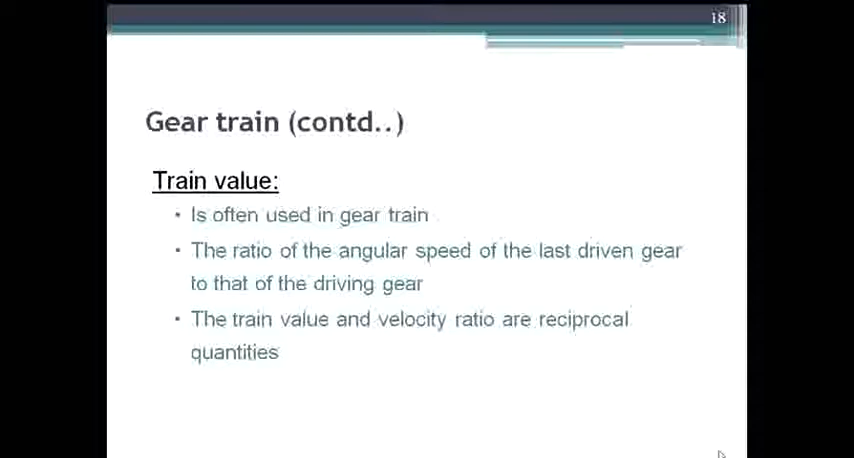 18
Gear train (contd..)
Train value:
• Is often used in gear train
• The ratio of the angular speed of the last driven gear
to that of the driving gear
• The train value and velocity ratio are reciprocal
quantities